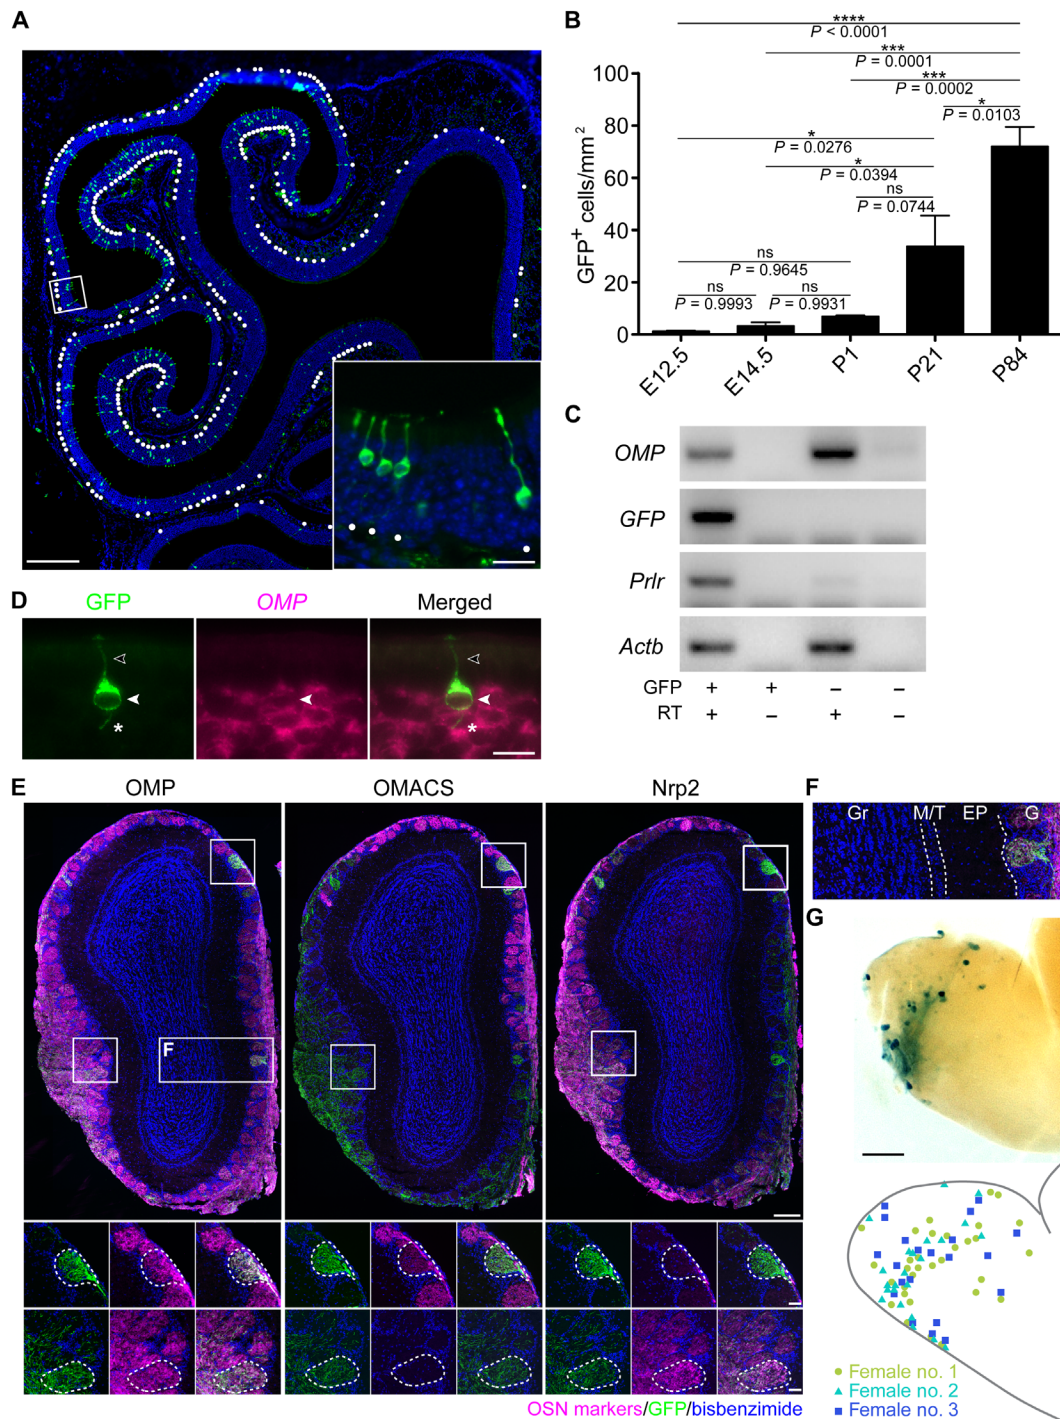 A
B
****
P < 0.0001
***
P = 0.0001
***
P = 0.0002
*
P = 0.0103
*
P = 0.0276
*
P = 0.0394
ns
P = 0.0744
ns
P = 0.9645
ns
P = 0.9993
ns
P = 0.9931
GFP+ cells/mm2
100
80
60
40
20
0
E12.5
E14.5
P1
P21
P84
C
OMP
GFP
Prlr
Actb
GFP + + – –
RT + – + –
D
GFP
OMP
Merged
*
*
E
OMP
OMACS
Nrp2
F
F
Gr M/T EP G
G
Female no. 1
Female no. 2
Female no. 3
OSN markers/GFP/bisbenzimide